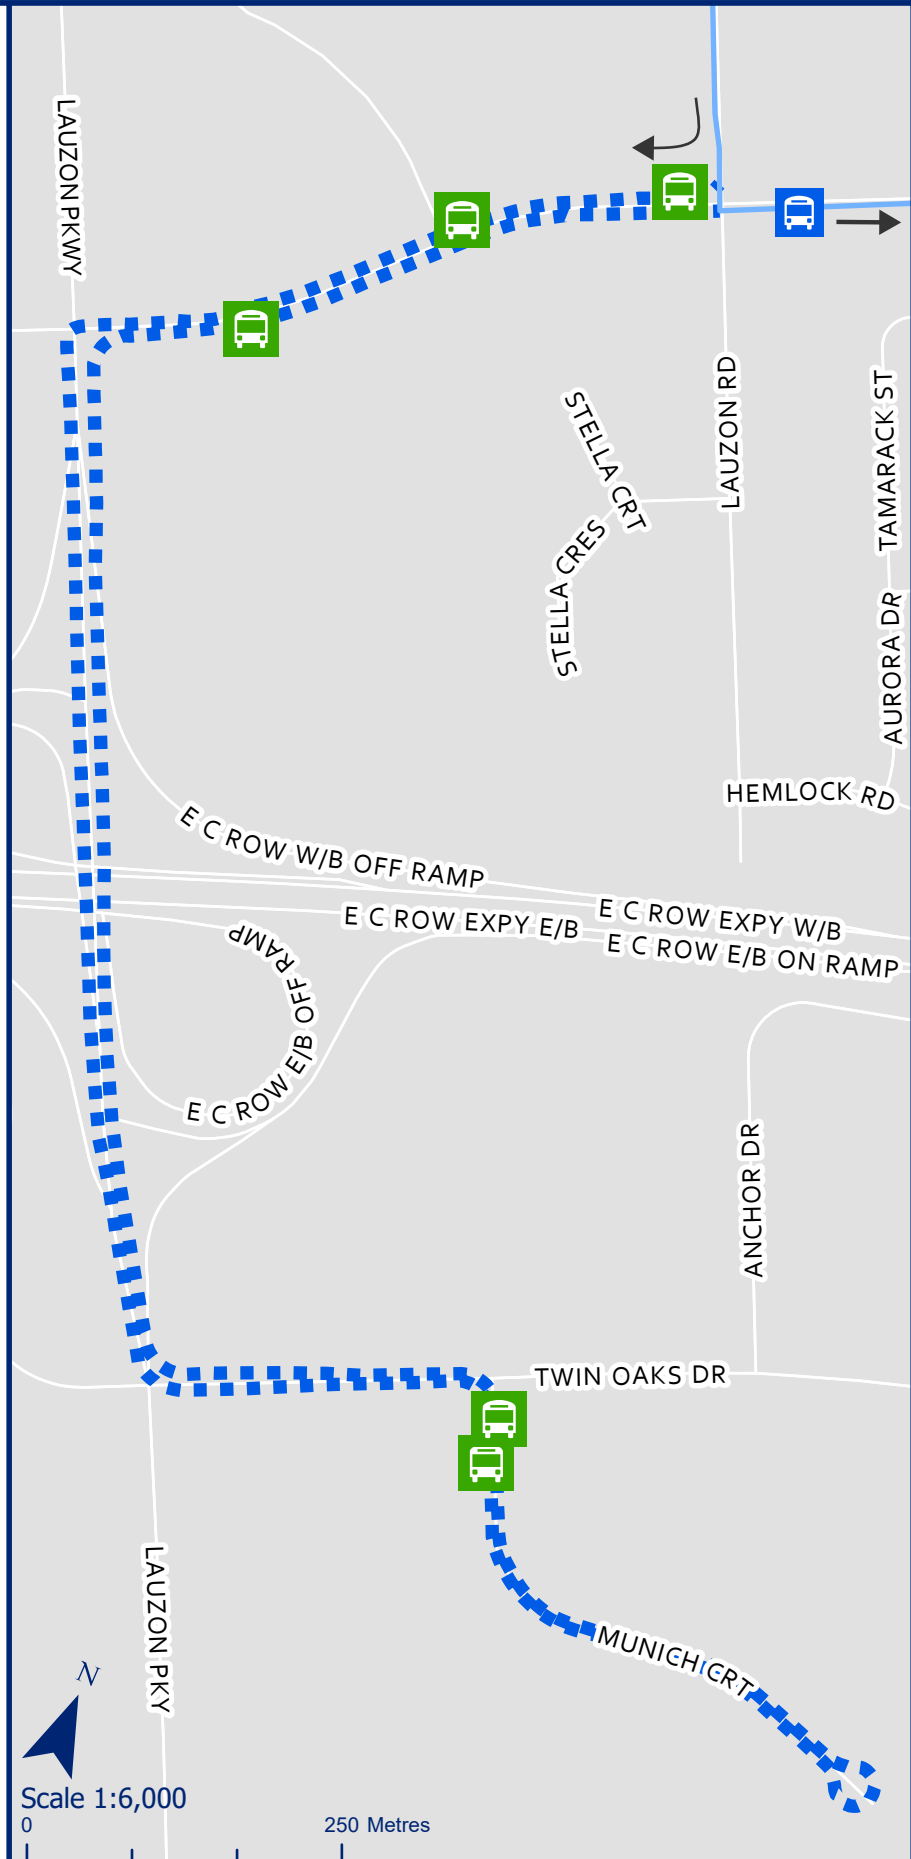 LAUZON PKWY
LAUZON RD
TAMARACK ST
STELLA CRT
STELLA CRES
AURORA DR
HEMLOCK RD
E C ROW W/B OFF RAMP
E C ROW EXPY W/B
E C ROW EXPY E/B
E C ROW E/B ON RAMP
E C ROW E/B OFF RAMP
ANCHOR DR
TWIN OAKS DR
LAUZON PKY
MUNICH CRT
N
Scale 1:6,000
0 250 Metres